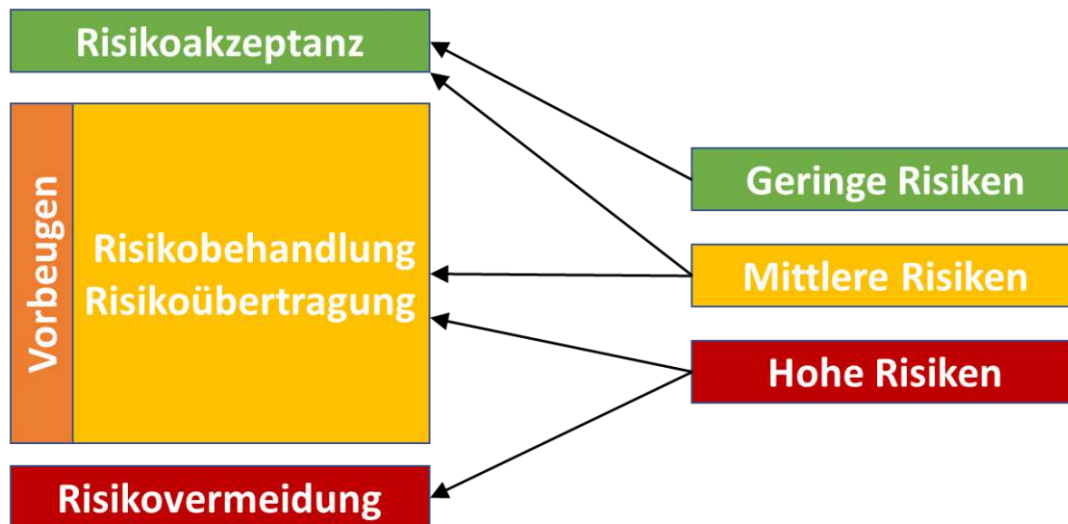 Risikoakzeptanz
Vorbeugen
Risikobehandlung
Risikoübertragung
Risikovermeidung
Geringe Risiken
Mittlere Risiken
Hohe Risiken